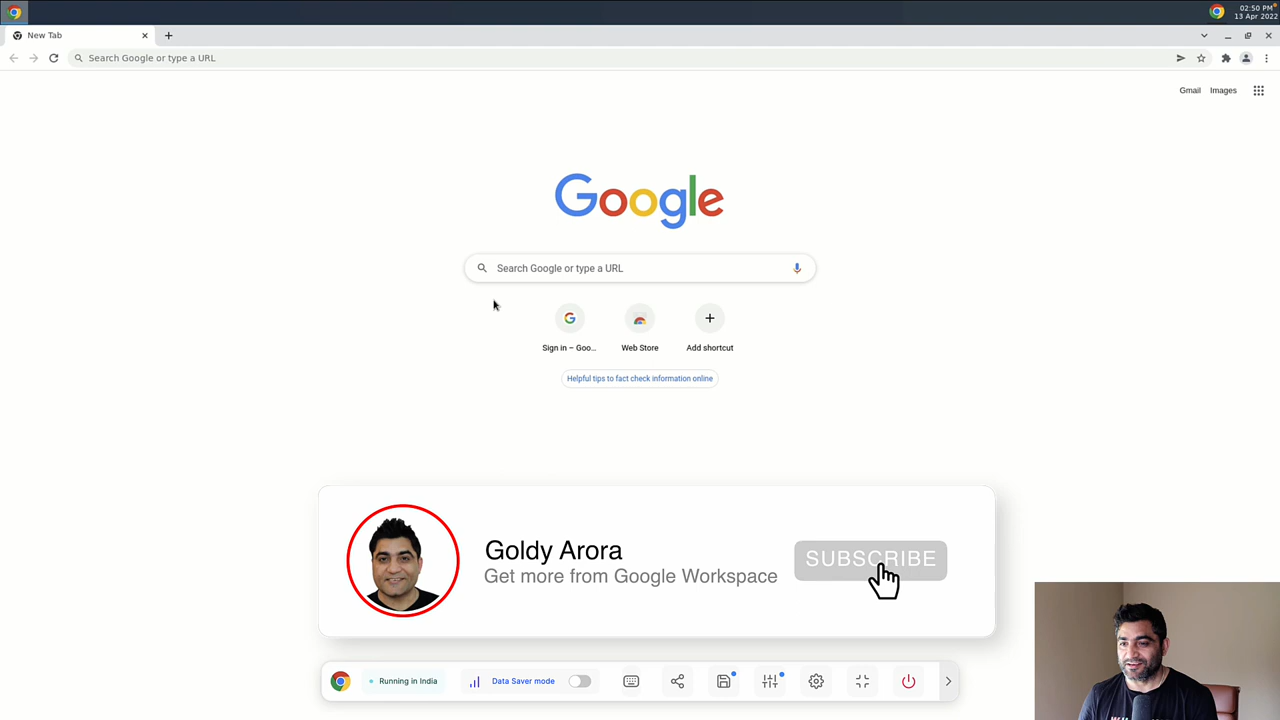 02:50 PM
13 Apr 2022
New Tab
Search Google or type a URL
Gmail Images
Google
Search Google or type a URL
Sign in – Goo... Web Store Add shortcut
Helpful tips to fact check information online
Goldy Arora
Get more from Google Workspace
SUBSCRIBE
Running in India Data Saver mode